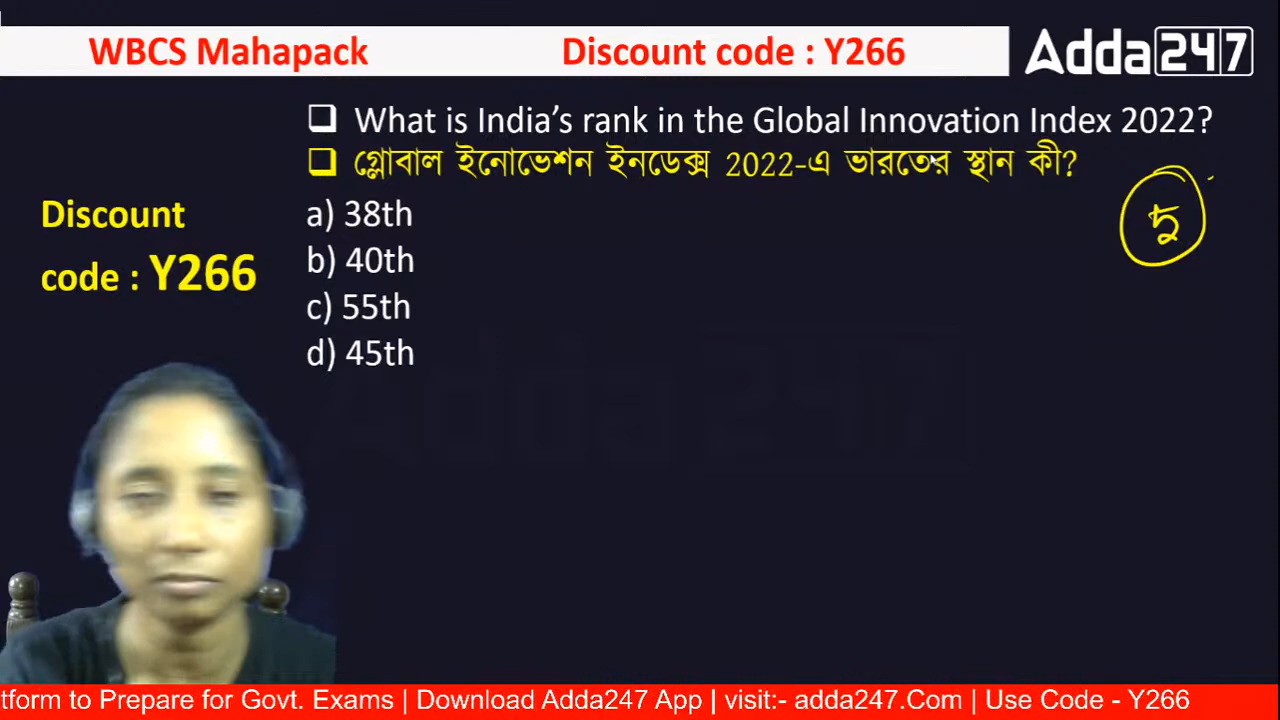 WBCS Mahapack Discount code : Y266 Adda247
What is India’s rank in the Global Innovation Index 2022?
গ্লোবাল ইনোভেশন ইনডেক্স 2022-এ ভারতের স্থান কী?
Discount
code : Y266
a) 38th
b) 40th
c) 55th
d) 45th
Adda247
tform to Prepare for Govt. Exams | Download Adda247 App | visit:- adda247.Com | Use Code - Y266